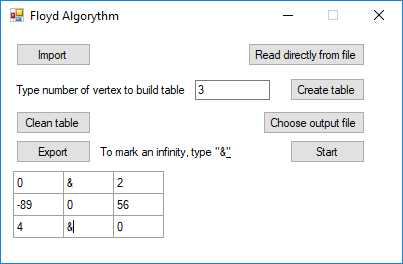 Floyd Algorythm
Import Read directly from file
Type number of vertex to build table 3 Create table
Clean table Choose output file
Export To mark an infinity, type "&_" Start
0 & 2
-89 0 56
4 & 0